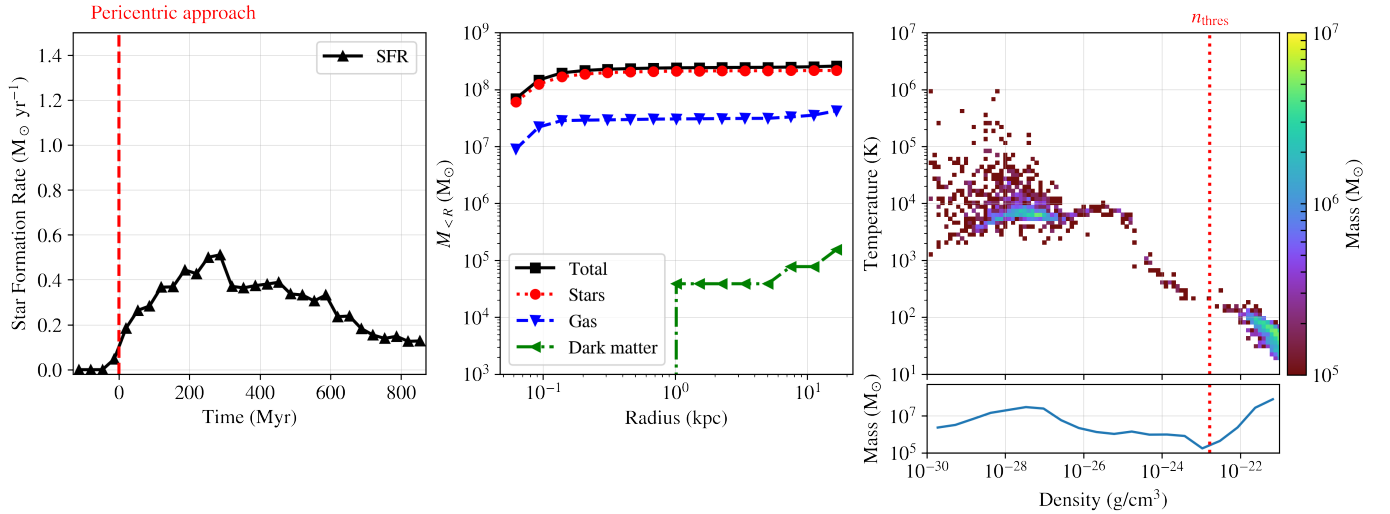 Pericentric approach
SFR
Star Formation Rate (M⊙ yr⁻¹)
1.4
1.2
1.0
0.8
0.6
0.4
0.2
0.0
0
200
400
600
800
Time (Myr)
M<R (M⊙)
10⁹
10⁸
10⁷
10⁶
10⁵
10⁴
10³
Total
Stars
Gas
Dark matter
10⁻¹
10⁰
10¹
Radius (kpc)
nthres
Temperature (K)
10⁷
10⁶
10⁵
10⁴
10³
10²
10¹
10⁷
10⁶
10⁵
Mass (M⊙)
Mass (M⊙)
10⁷
10⁵
10⁻³⁰
10⁻²⁸
10⁻²⁶
10⁻²⁴
10⁻²²
Density (g/cm³)